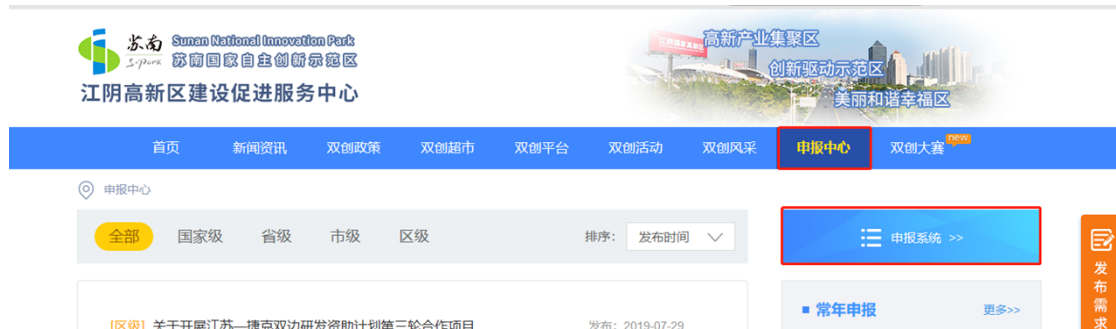 苏南 Sunan National Innovation Park
S-park 苏南国家自主创新示范区
江阴高新区建设促进服务中心
高新产业集聚区
创新驱动示范区
美丽和谐幸福区
首页 新闻资讯 双创政策 双创超市 双创平台 双创活动 双创风采 申报中心 双创大赛 new
申报中心
全部 国家级 省级 市级 区级 排序： 发布时间
申报系统 >>
发布需求
常年申报 更多>>
[区级] 关于开展江苏—捷克双边研发资助计划第三轮合作项目 发布：2019-07-29